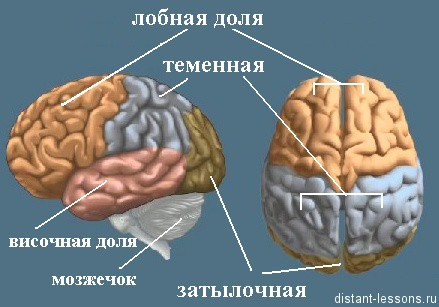 лобная доля
теменная
височная доля
мозжечок
затылочная
distant-lessons.ru